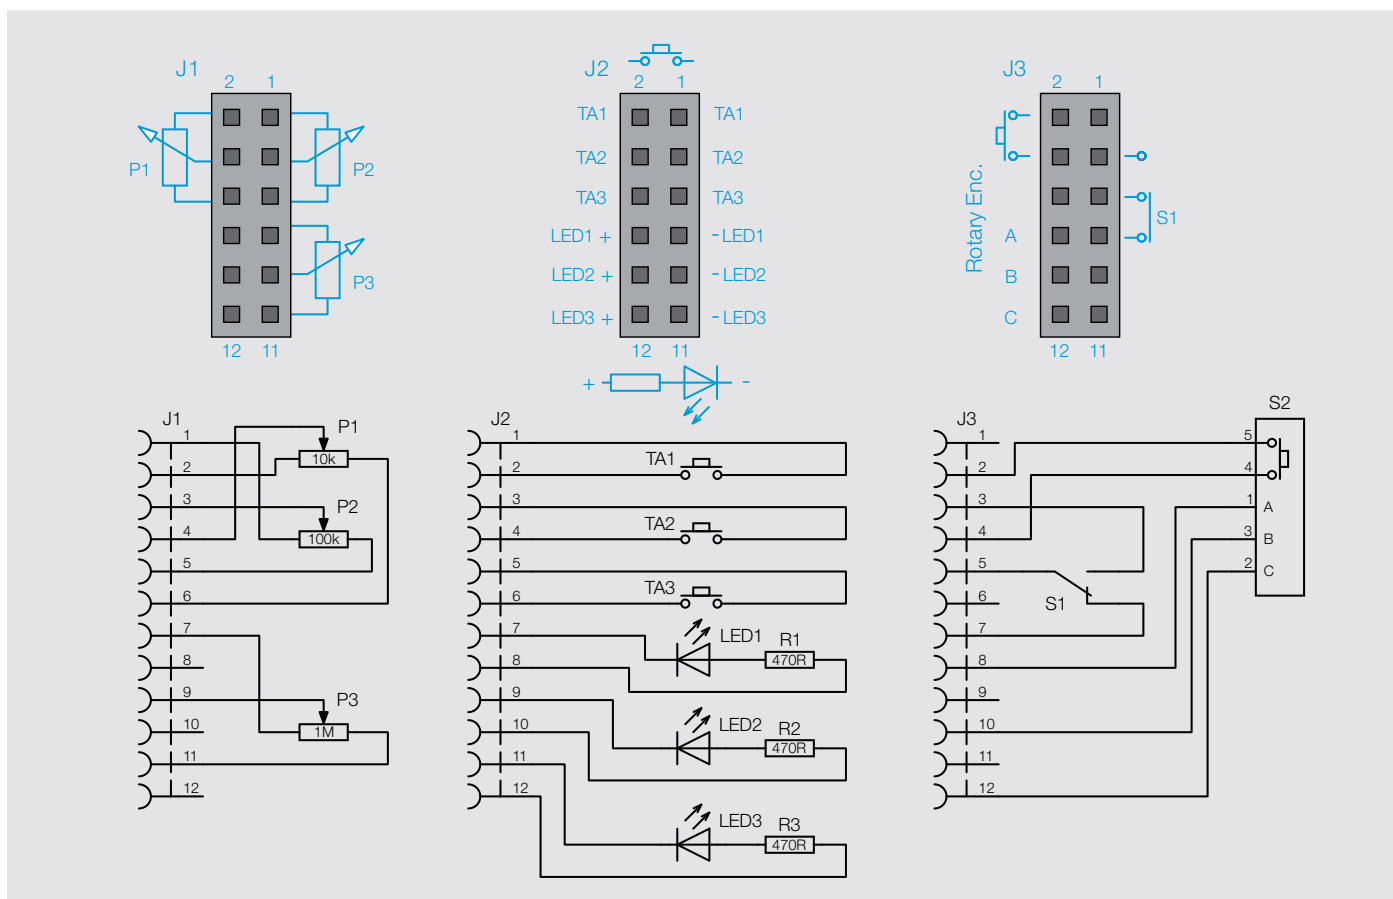 J1
2 1
P1
P2
P3
12 11
J2
2 1
TA1 TA1
TA2 TA2
TA3 TA3
LED1 + - LED1
LED2 + - LED2
LED3 + - LED3
12 11
+ -
J3
2 1
Rotary Enc.
S1
A
B
C
12 11
J1
1
2
3
4
5
6
7
8
9
10
11
12
P1
10k
P2
100k
P3
1M
J2
1
2
3
4
5
6
7
8
9
10
11
12
TA1
TA2
TA3
LED1 R1
470R
LED2 R2
470R
LED3 R3
470R
J3
1
2
3
4
5
6
7
8
9
10
11
12
S1
S2
5
4
1 A
3 B
2 C